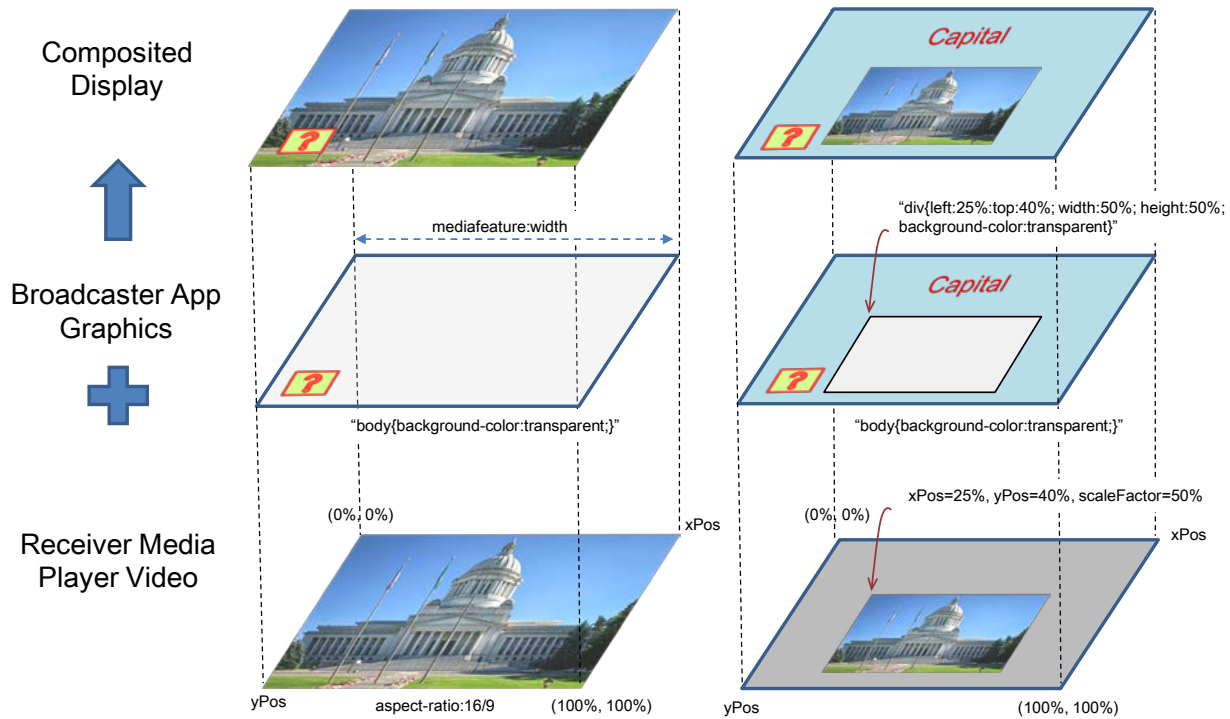 Composited
Display
Capital
?
?
"div{left:25%:top:40%; width:50%; height:50%;
background-color:transparent}"
mediafeature:width
Broadcaster App
Graphics
Capital
?
?
“body{background-color:transparent;}”
“body{background-color:transparent;}”
xPos=25%, yPos=40%, scaleFactor=50%
(0%, 0%)
xPos
(0%, 0%)
xPos
Receiver Media
Player Video
yPos
aspect-ratio:16/9
(100%, 100%)
yPos
(100%, 100%)